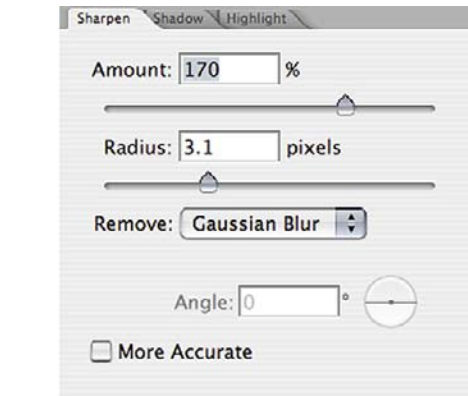 Sharpen Shadow Highlight
Amount: 170 %
Radius: 3.1 pixels
Remove: Gaussian Blur
Angle: 0 °
More Accurate